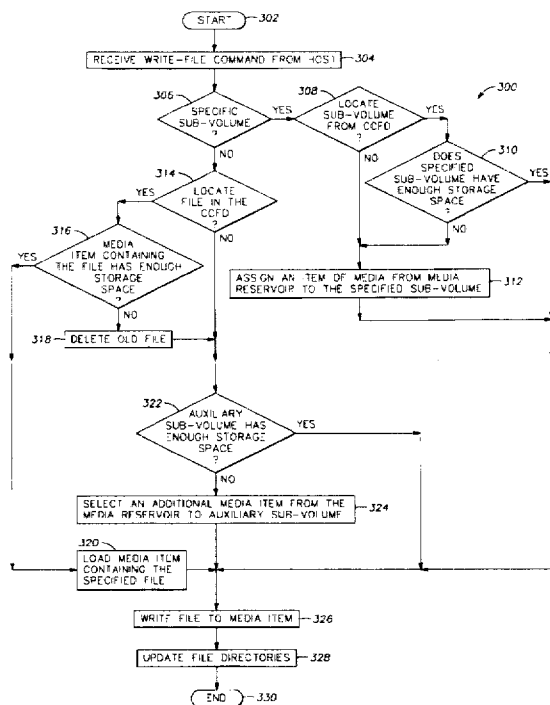 START
302
RECEIVE WRITE-FILE COMMAND FROM HOST
304
306
SPECIFIC
SUB-VOLUME
?
YES
NO
308
LOCATE
SUB-VOLUME
FROM CCFD
?
YES
NO
300
310
DOES
SPECIFIED
SUB-VOLUME HAVE
ENOUGH STORAGE
SPACE
?
YES
NO
314
LOCATE
FILE IN THE
CCFD
?
YES
NO
316
MEDIA
ITEM CONTAINING
THE FILE HAS ENOUGH
STORAGE
SPACE
?
YES
NO
ASSIGN AN ITEM OF MEDIA FROM MEDIA
RESERVOIR TO THE SPECIFIED SUB-VOLUME
312
318
DELETE OLD FILE
322
AUXILIARY
SUB-VOLUME HAS
ENOUGH STORAGE
SPACE
?
YES
NO
SELECT AN ADDITIONAL MEDIA ITEM FROM THE
MEDIA RESERVOIR TO AUXILIARY SUB-VOLUME
324
320
LOAD MEDIA ITEM
CONTAINING THE
SPECIFIED FILE
WRITE FILE TO MEDIA ITEM
326
UPDATE FILE DIRECTORIES
328
END
330